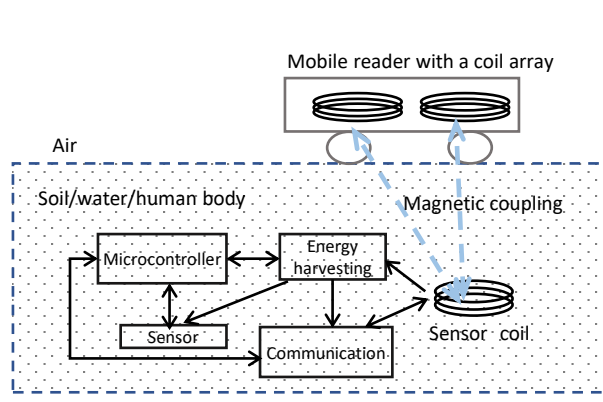 Mobile reader with a coil array
Air
Soil/water/human body
Magnetic coupling
Microcontroller
Energy
harvesting
Sensor
Communication
Sensor coil